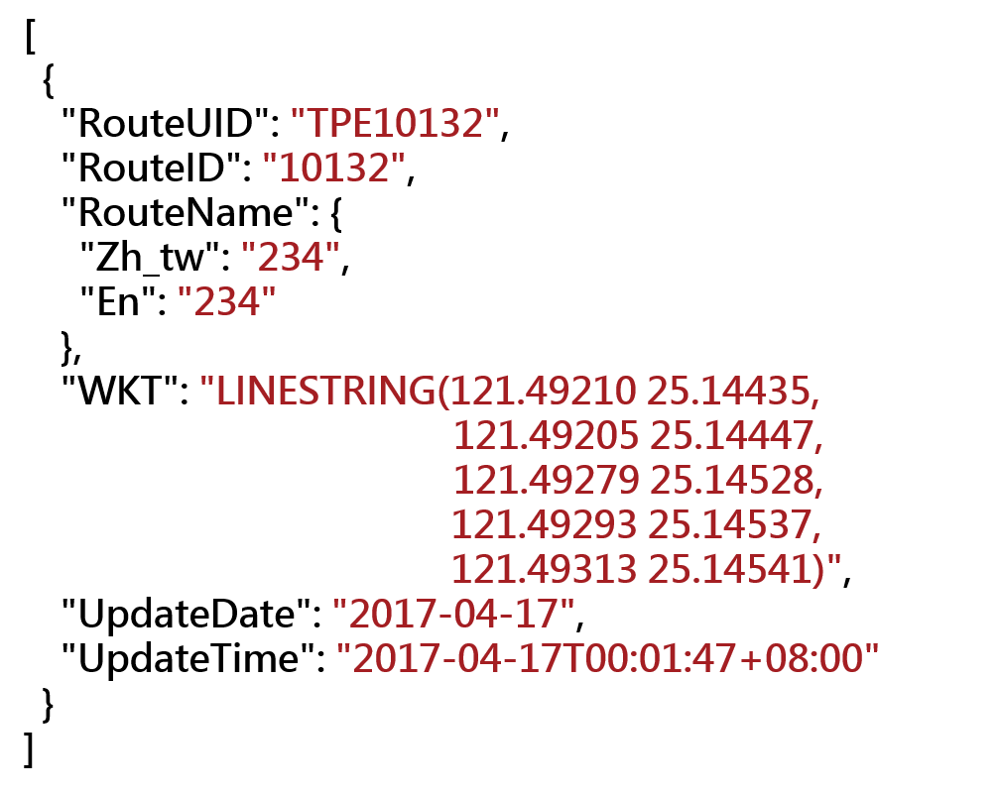 [
{
"RouteUID": "TPE10132",
"RouteID": "10132",
"RouteName": {
"Zh_tw": "234",
"En": "234"
},
"WKT": "LINESTRING(121.49210 25.14435,
121.49205 25.14447,
121.49279 25.14528,
121.49293 25.14537,
121.49313 25.14541)",
"UpdateDate": "2017-04-17",
"UpdateTime": "2017-04-17T00:01:47+08:00"
}
]